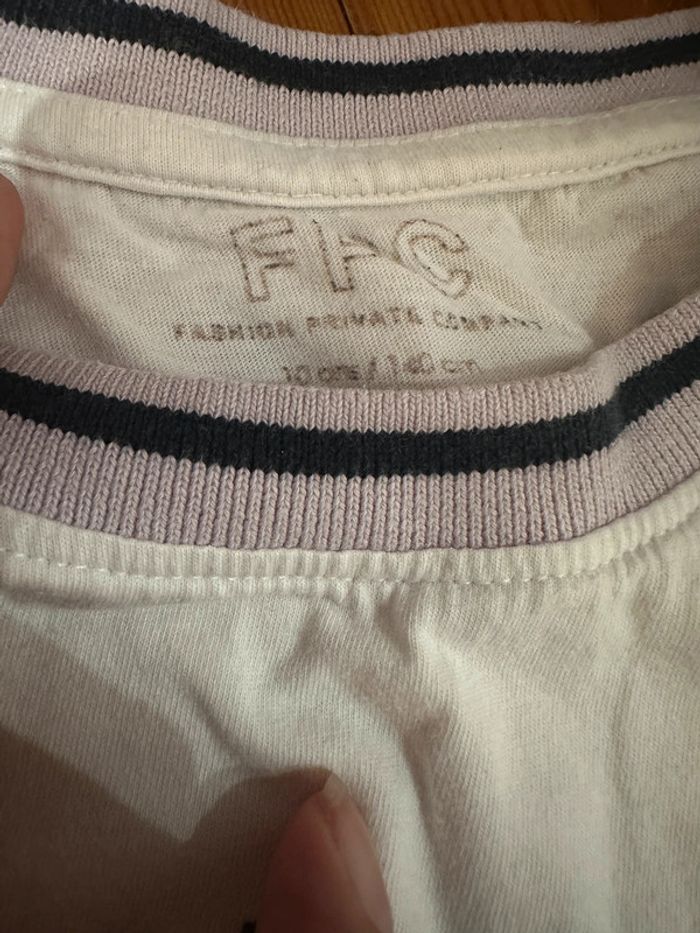 FPC
FASHION PRIVATE COMPANY
10 ans / 140 cm